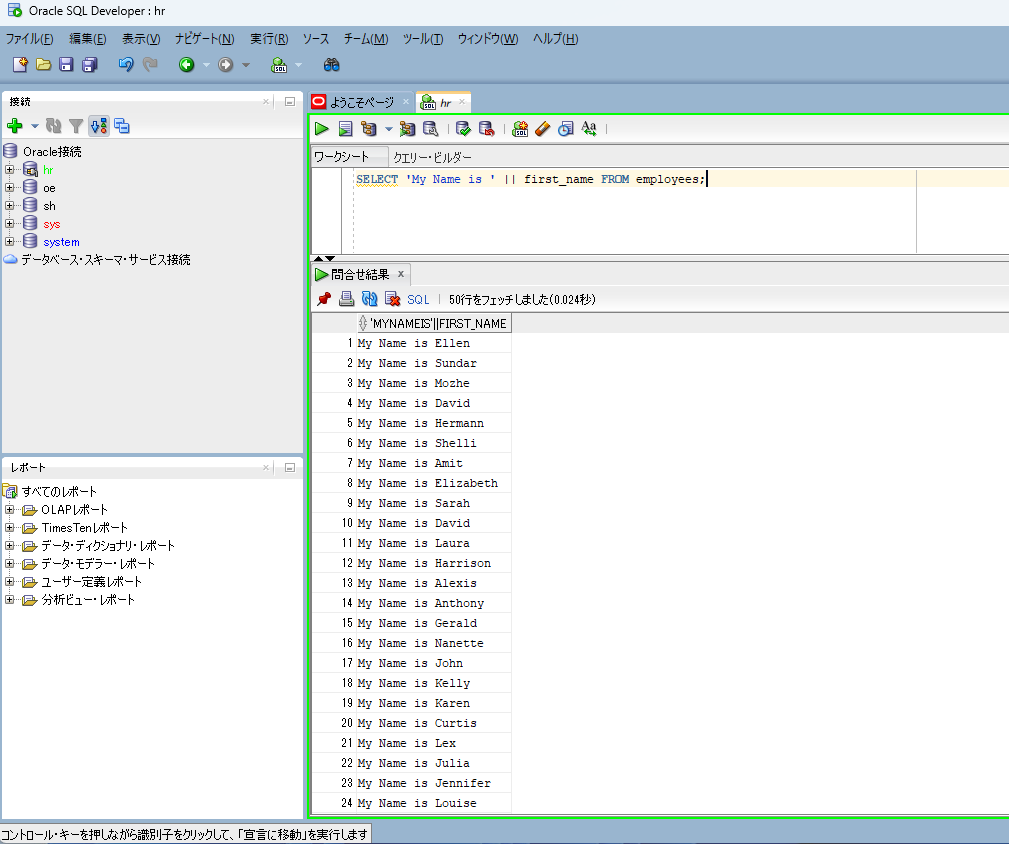 Oracle SQL Developer : hr
ファイル(F) 編集(E) 表示(V) ナビゲート(N) 実行(R) ソース チーム(M) ツール(T) ウィンドウ(W) ヘルプ(H)
接続
Oracle接続
hr
oe
sh
sys
system
データベース・スキーマ・サービス接続
レポート
すべてのレポート
OLAPレポート
TimesTenレポート
データ・ディクショナリ・レポート
データ・モデラー・レポート
ユーザー定義レポート
分析ビュー・レポート
ようこそページ hr
ワークシート クエリー・ビルダー
SELECT 'My Name is ' || first_name FROM employees;
問合せ結果
SQL 50行をフェッチしました(0.024秒)
'MYNAMEIS'||FIRST_NAME
1 My Name is Ellen
2 My Name is Sundar
3 My Name is Mozhe
4 My Name is David
5 My Name is Hermann
6 My Name is Shelli
7 My Name is Amit
8 My Name is Elizabeth
9 My Name is Sarah
10 My Name is David
11 My Name is Laura
12 My Name is Harrison
13 My Name is Alexis
14 My Name is Anthony
15 My Name is Gerald
16 My Name is Nanette
17 My Name is John
18 My Name is Kelly
19 My Name is Karen
20 My Name is Curtis
21 My Name is Lex
22 My Name is Julia
23 My Name is Jennifer
24 My Name is Louise
コントロール・キーを押しながら識別子をクリックして、「宣言に移動」を実行します